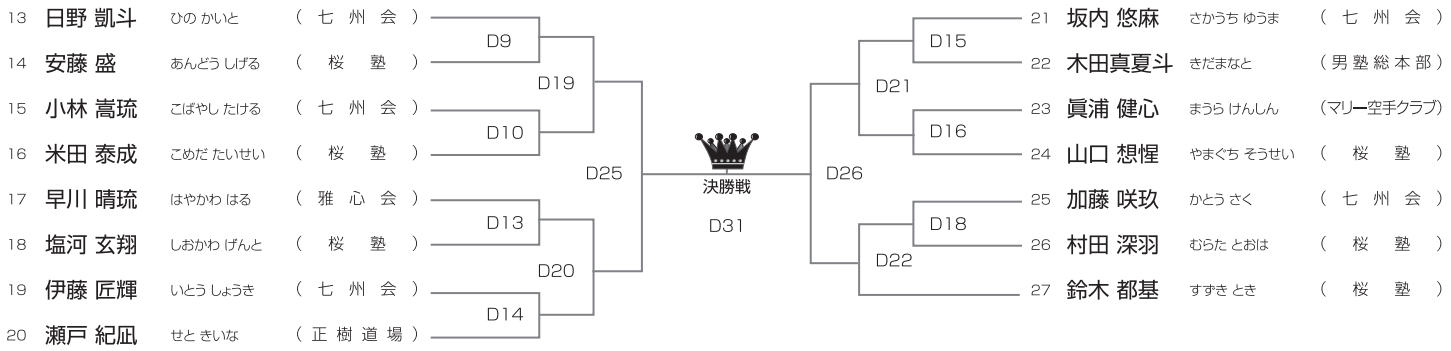 13 日野 凱斗 ひの かいと （ 七 州 会 ）
D9
14 安藤 盛 あんどう しげる （ 桜 塾 ）
D19
15 小林 嵩琉 こばやし たける （ 七 州 会 ）
D10
16 米田 泰成 こめだ たいせい （ 桜 塾 ）
D25
17 早川 晴琉 はやかわ はる （ 雅 心 会 ）
D13
18 塩河 玄翔 しおかわ げんと （ 桜 塾 ）
D20
19 伊藤 匠輝 いとう しょうき （ 七 州 会 ）
D14
20 瀬戸 紀凪 せと きいな （ 正 樹 道 場 ）
決勝戦
D31
21 坂内 悠麻 さかうち ゆうま （ 七 州 会 ）
D15
22 木田真夏斗 きだまなと （ 男 塾 総 本 部 ）
D21
23 眞浦 健心 まうら けんしん （マリー空手クラブ）
D16
24 山口 想惺 やまぐち そうせい （ 桜 塾 ）
D26
25 加藤 咲玖 かとう さく （ 七 州 会 ）
D18
26 村田 深羽 むらた とおは （ 桜 塾 ）
D22
27 鈴木 都基 すずき とき （ 桜 塾 ）